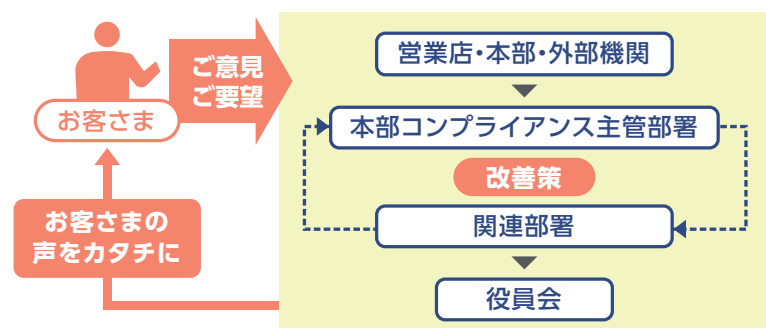 お客さま
ご意見
ご要望
営業店・本部・外部機関
本部コンプライアンス主管部署
改善策
関連部署
役員会
お客さまの
声をカタチに